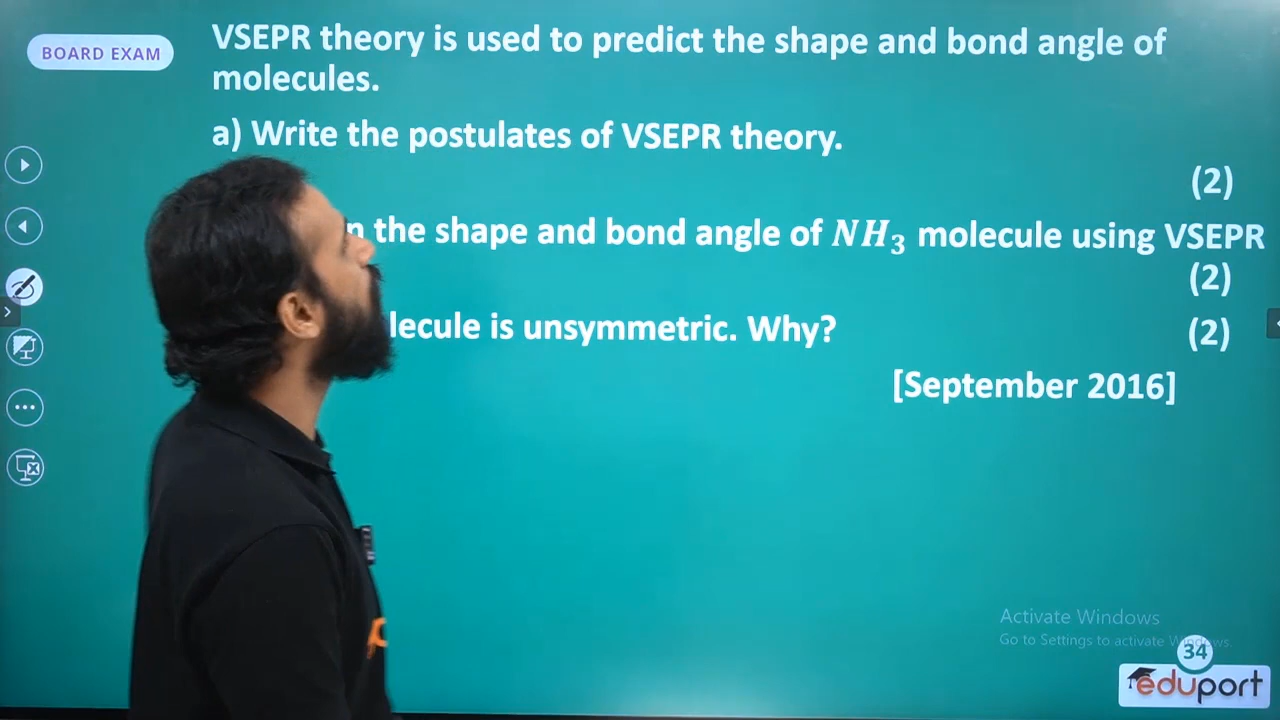 BOARD EXAM
VSEPR theory is used to predict the shape and bond angle of
molecules.
a) Write the postulates of VSEPR theory.
(2)
the shape and bond angle of NH₃ molecule using VSEPR
(2)
is unsymmetric. Why?
(2)
[September 2016]
Activate Windows
Go to Settings to activate Windows.
34
eduport